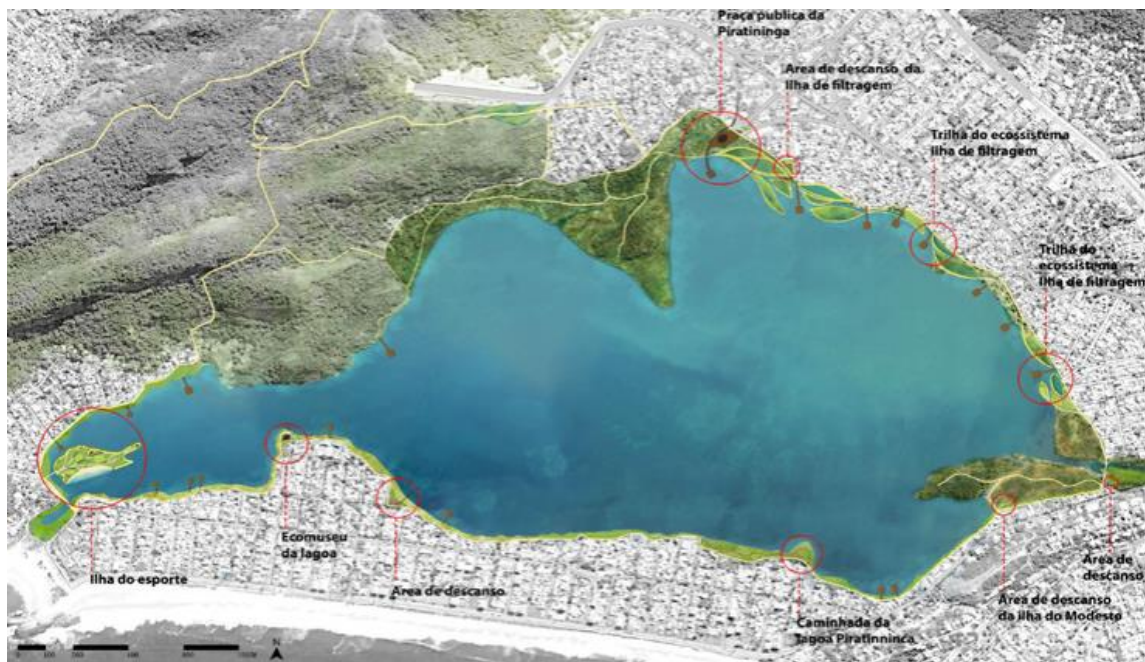 Praça publica da
Piratininga
Area de descanso da
ilha de filtragem
Trilha do ecossistema
ilha de filtragem
Trilha do
ecossistema
ilha de filtragem
Ecomuseu
da lagoa
Ilha do esporte
Area de descanso
Caminhada da
lagoa Piratinninca
Area de
descanso
Area de descanso
da ilha do Modesto
N